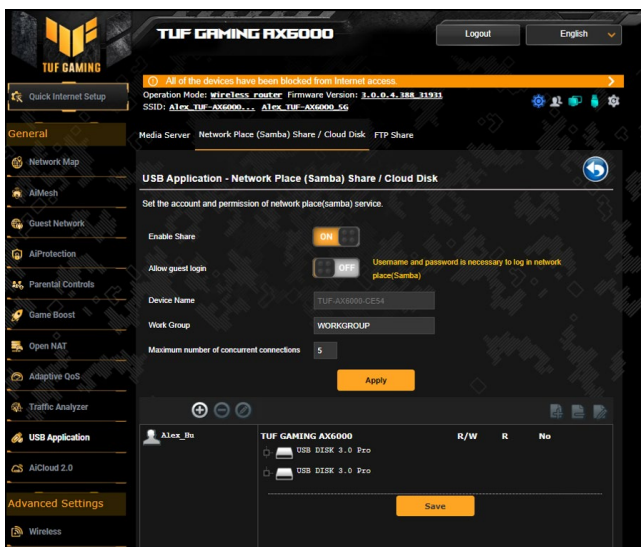 TUF GAMING AX6000
Logout
English
TUF GAMING
All of the devices have been blocked from Internet access.
Operation Mode: Wireless router Firmware Version: 3.0.0.4.388_31931
SSID: Alex_TUF-AX6000... Alex_TUF-AX6000_5G
Quick Internet Setup
General
Network Map
AiMesh
Guest Network
AiProtection
Parental Controls
Game Boost
Open NAT
Adaptive QoS
Traffic Analyzer
USB Application
AiCloud 2.0
Advanced Settings
Wireless
Media Server Network Place (Samba) Share / Cloud Disk FTP Share
USB Application - Network Place (Samba) Share / Cloud Disk
Set the account and permission of network place(samba) service.
Enable Share ON
Allow guest login OFF Username and password is necessary to log in network
place(Samba)
Device Name TUF-AX6000-CE54
Work Group WORKGROUP
Maximum number of concurrent connections 5
Apply
Alex_Hu TUF GAMING AX6000 R/W R No
USB DISK 3.0 Pro
USB DISK 3.0 Pro
Save